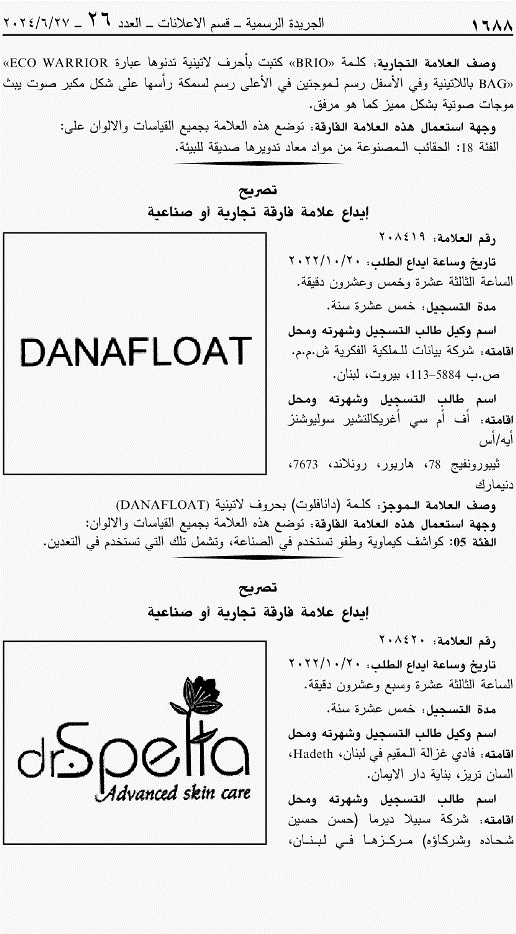 ١٦٨٨ الجريدة الرسمية – قسم الاعلانات – العدد ٢٦ – ٢٠٢٤/٦/٢٧
وصف العلامة التجارية: كلمة «BRIO» كتبت بأحرف لاتينية تدنوها عبارة «ECO WARRIOR
BAG» باللاتينية وفي الأسفل رسم لموجتين في الأعلى رسم لسمكة رأسها على شكل مكبر صوت يبث
موجات صوتية بشكل مميز كما هو مرفق.
وجهة استعمال هذه العلامة الفارقة: توضع هذه العلامة بجميع القياسات والالوان على:
الفئة 18: الحقائب المصنوعة من مواد معاد تدويرها صديقة للبيئة.
تصريح
إيداع علامة فارقة تجارية أو صناعية
رقم العلامة: ٢٠٨٤١٩
تاريخ وساعة ايداع الطلب: ٢٠٢٢/١٠/٢٠
الساعة الثالثة عشرة وخمس وعشرون دقيقة.
مدة التسجيل: خمس عشرة سنة.
اسم وكيل طالب التسجيل وشهرته ومحل
اقامته: شركة بيانات للملكية الفكرية ش.م.م.
ص.ب 5884–113، بيروت، لبنان.
اسم طالب التسجيل وشهرته ومحل
اقامته: أف أم سي أغريكالتشير سوليوشنز
أيه/أس
ثيبورونفيج 78، هاربور، رونلاند، 7673،
دنيمارك
DANAFLOAT
وصف العلامة الموجز: كلمة (دانافلوت) بحروف لاتينية (DANAFLOAT)
وجهة استعمال هذه العلامة الفارقة: توضع هذه العلامة بجميع القياسات والالوان:
الفئة 05: كواشف كيماوية وطفو تستخدم في الصناعة، وتشمل تلك التي تستخدم في التعدين.
تصريح
إيداع علامة فارقة تجارية أو صناعية
رقم العلامة: ٢٠٨٤٢٠
تاريخ وساعة ايداع الطلب: ٢٠٢٢/١٠/٢٠
الساعة الثالثة عشرة وسبع وعشرون دقيقة.
مدة التسجيل: خمس عشرة سنة.
اسم وكيل طالب التسجيل وشهرته ومحل
اقامته: فادي غزالة المقيم في لبنان، Hadeth،
السان تريز، بناية دار الايمان.
اسم طالب التسجيل وشهرته ومحل
اقامته: شركة سبيلا ديرما (حسن حسين
شحاده وشركاؤه) مركزها في لبنان،
dr.Spella
Advanced skin care